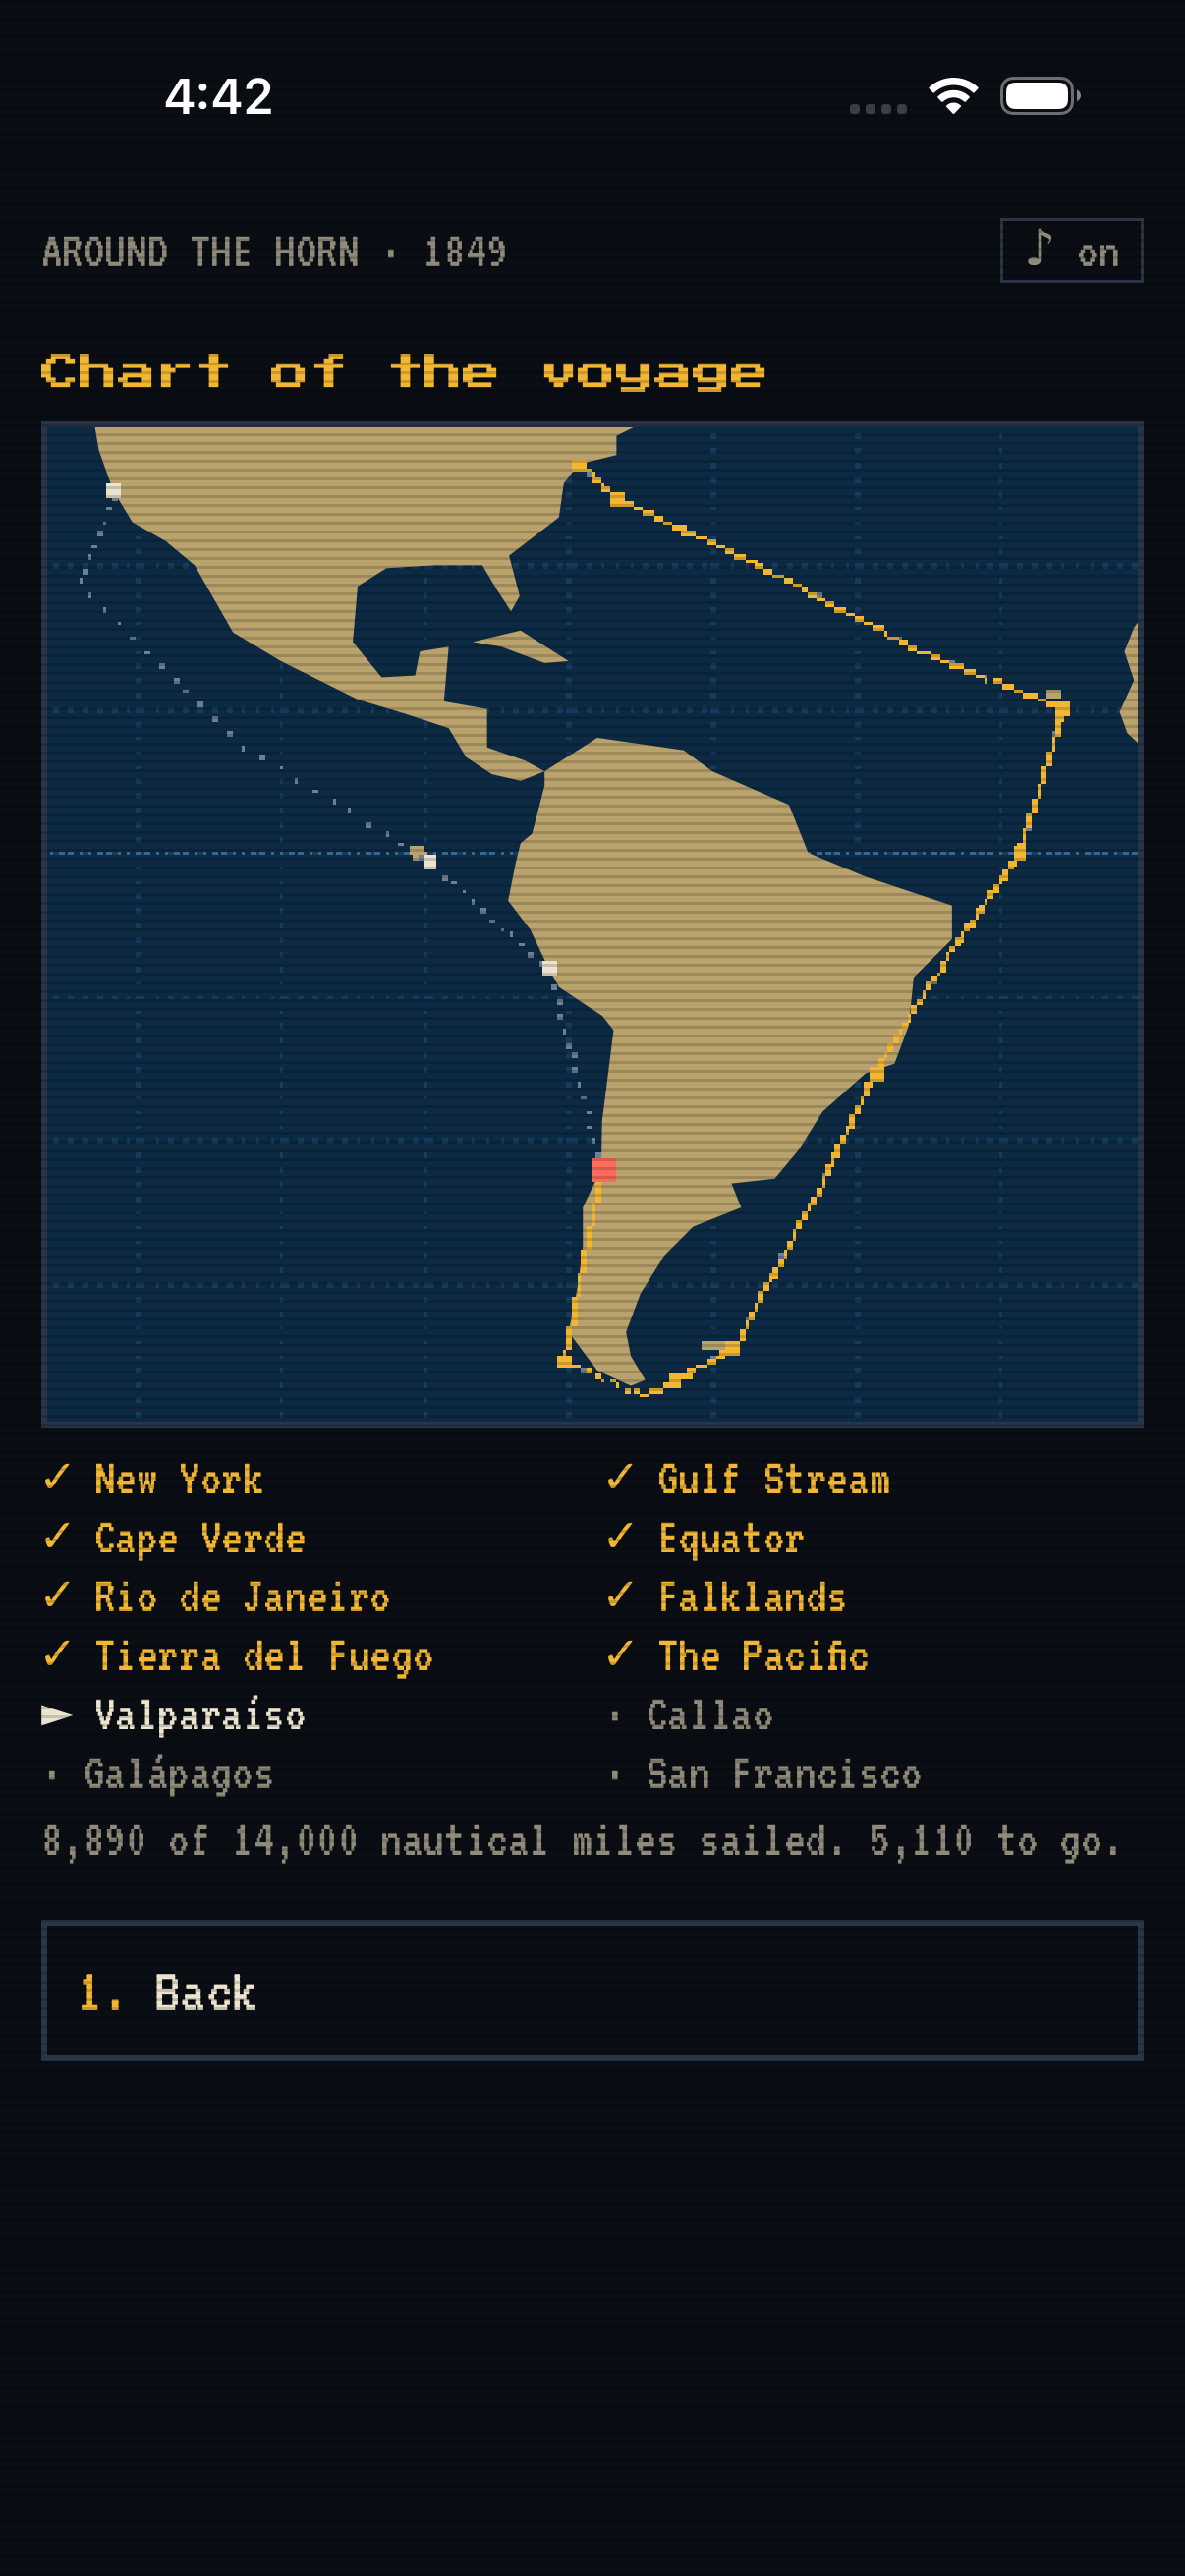 4:42
AROUND THE HORN · 1849
♪ on
Chart of the voyage
✓ New York
✓ Gulf Stream
✓ Cape Verde
✓ Equator
✓ Rio de Janeiro
✓ Falklands
✓ Tierra del Fuego
✓ The Pacific
► Valparaíso
· Callao
· Galápagos
· San Francisco
8,890 of 14,000 nautical miles sailed. 5,110 to go.
1. Back